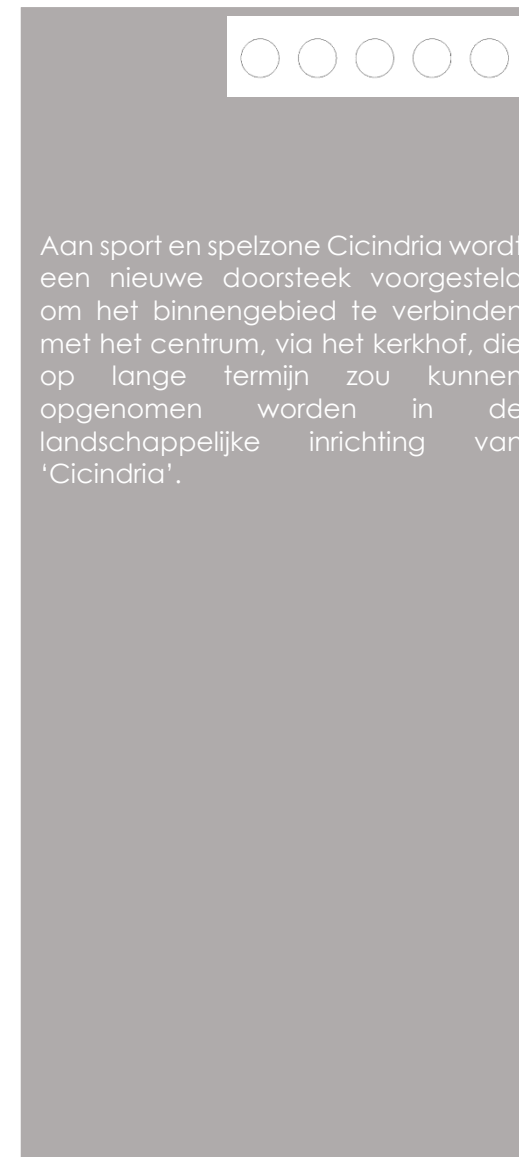 Aan sport en spelzone Cicindria wordt
een nieuwe doorsteek voorgesteld
om het binnengebied te verbinden
met het centrum, via het kerkhof, die
op lange termijn zou kunnen
opgenomen worden in de
landschappelijke inrichting van
‘Cicindria’.